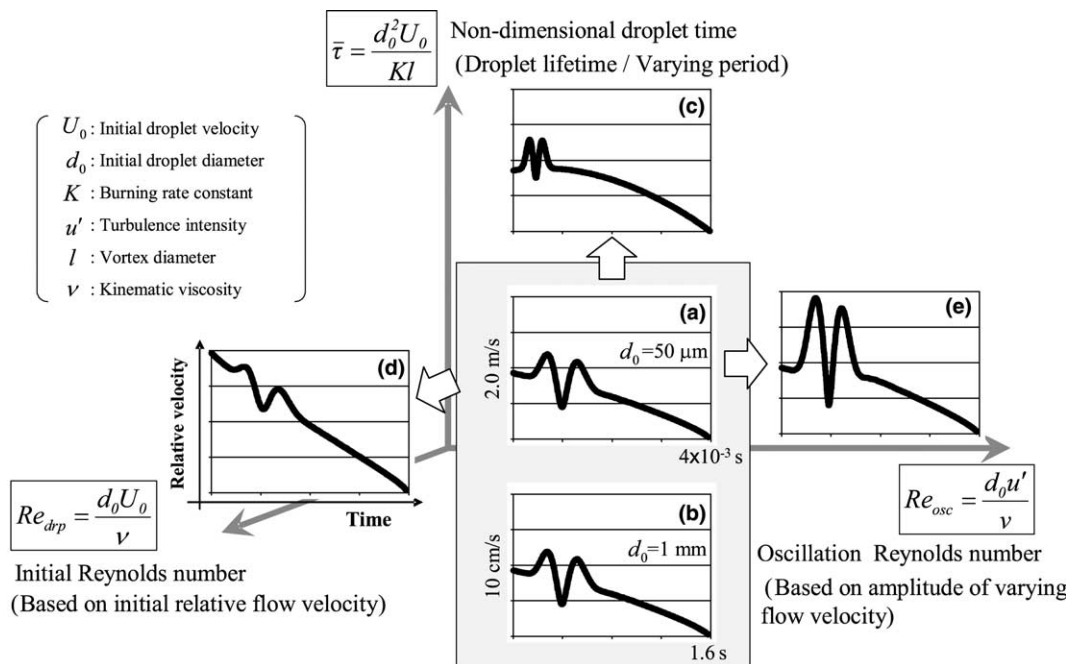 τ̄ = d₀²U₀ / Kl
Non-dimensional droplet time
(Droplet lifetime / Varying period)
(c)
U₀ : Initial droplet velocity
d₀ : Initial droplet diameter
K : Burning rate constant
u' : Turbulence intensity
l : Vortex diameter
ν : Kinematic viscosity
(a)
d₀=50 μm
2.0 m/s
4x10⁻³ s
(e)
(d)
Relative velocity
Time
(b)
d₀=1 mm
10 cm/s
1.6 s
Re_drp = d₀U₀ / ν
Initial Reynolds number
(Based on initial relative flow velocity)
Re_osc = d₀u' / ν
Oscillation Reynolds number
(Based on amplitude of varying
flow velocity)